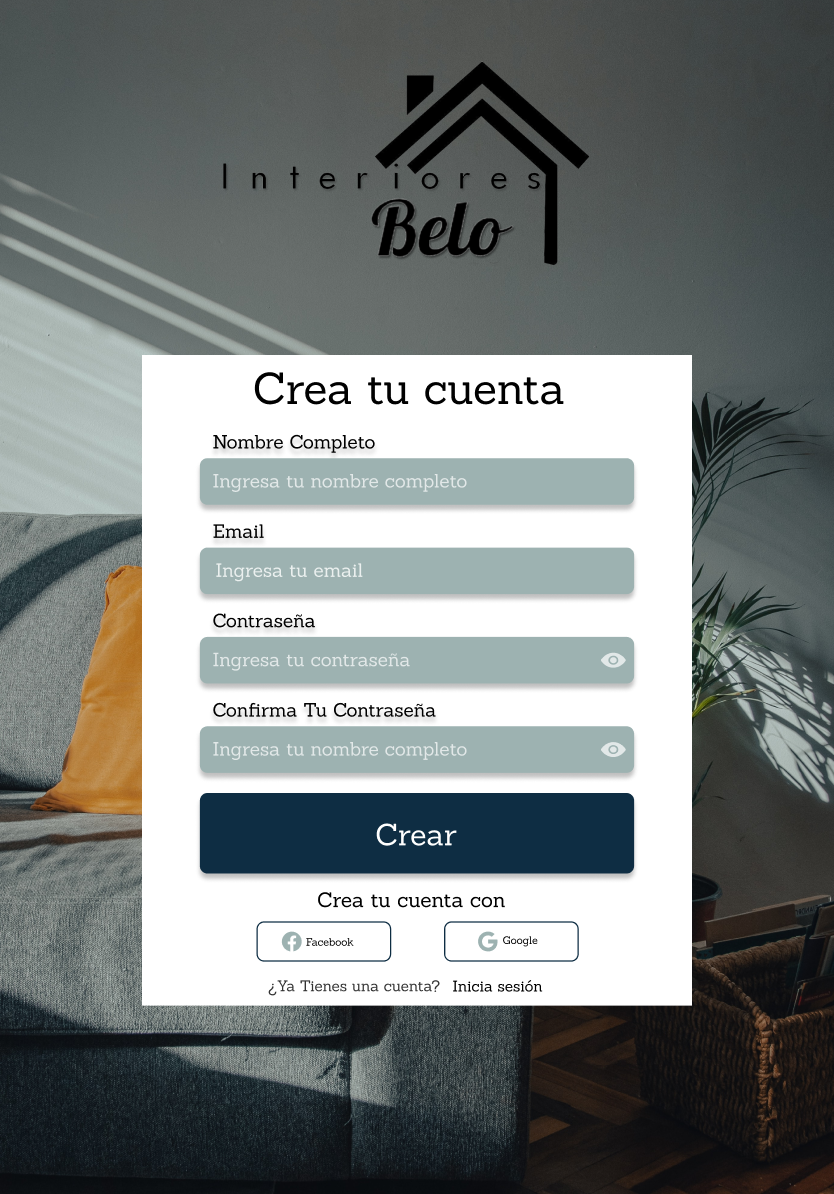 Interiores
Belo
Crea tu cuenta
Nombre Completo
Ingresa tu nombre completo
Email
Ingresa tu email
Contraseña
Ingresa tu contraseña
Confirma Tu Contraseña
Ingresa tu nombre completo
Crear
Crea tu cuenta con
Facebook
Google
¿Ya Tienes una cuenta? Inicia sesión